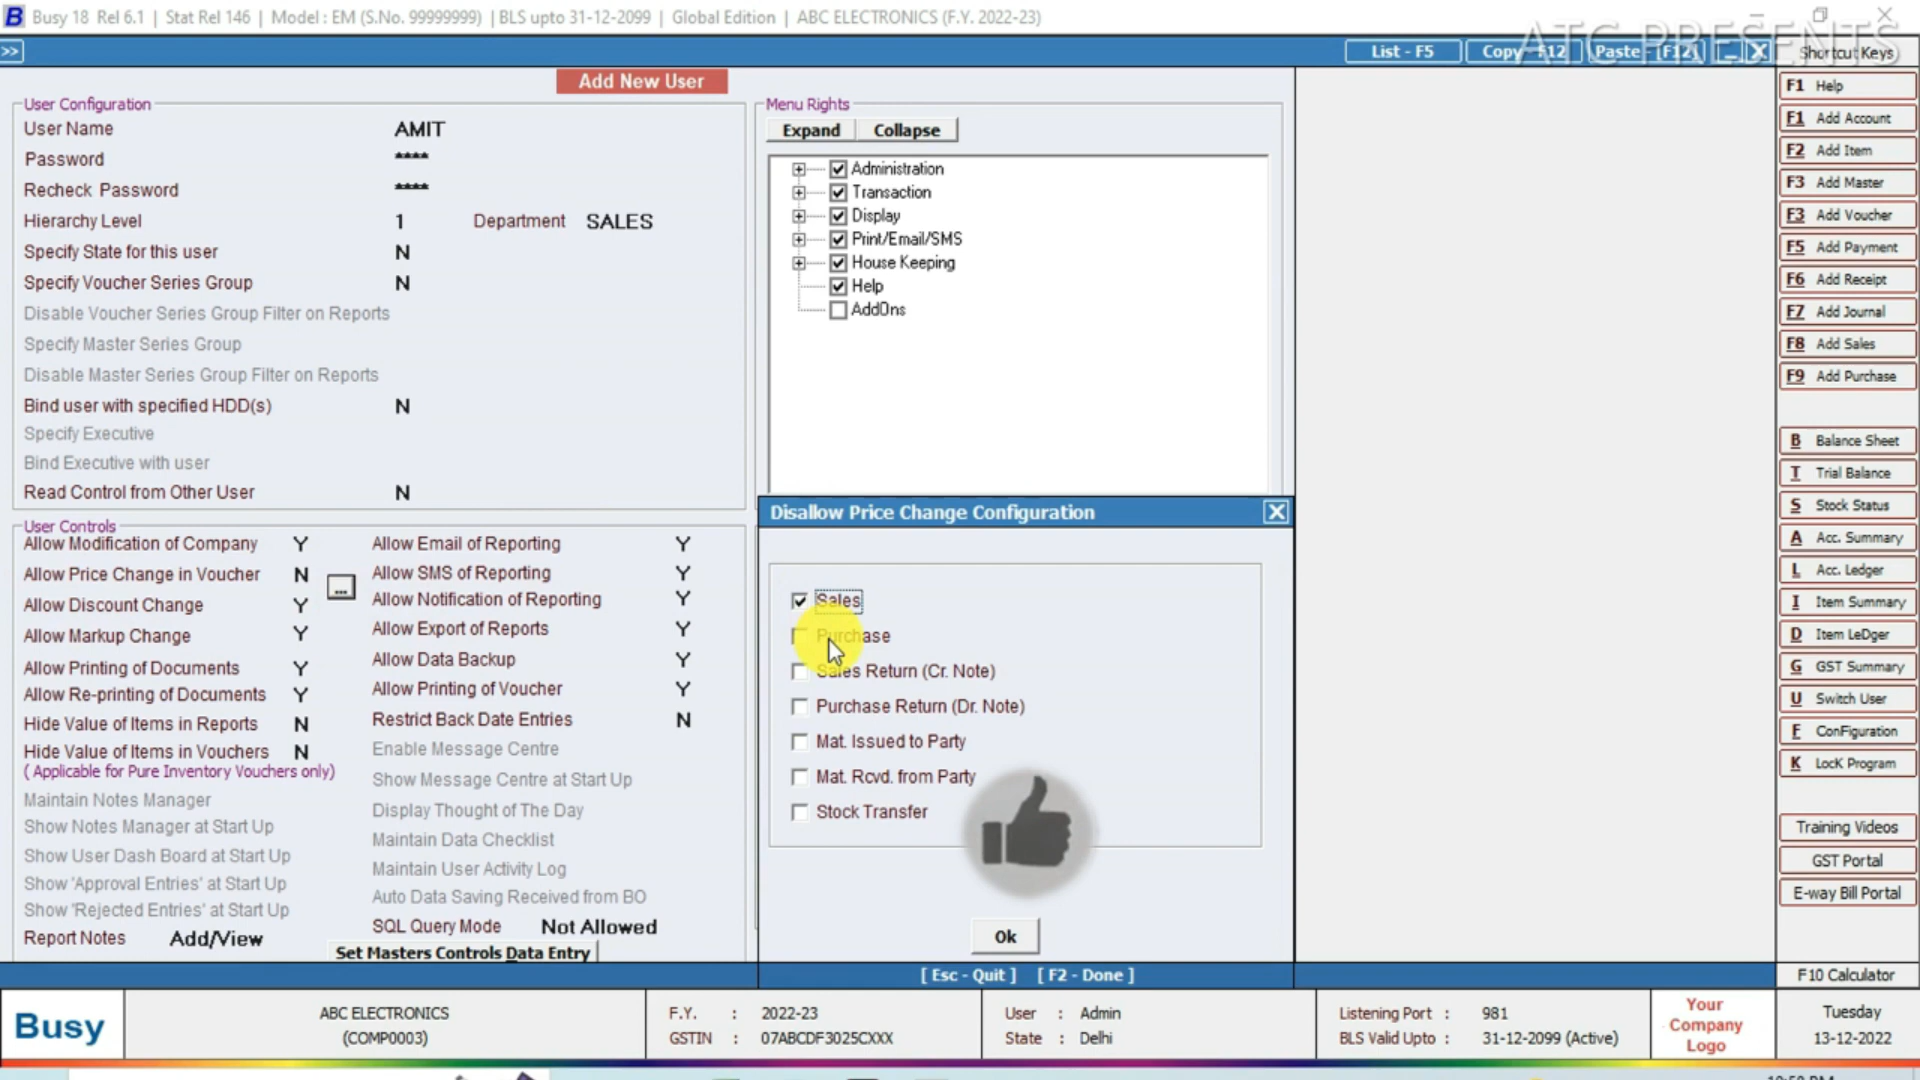 Busy 18 Rel 6.1 | Stat Rel 146 | Model : EM (S.No. 99999999) | BLS upto 31-12-2099 | Global Edition | ABC ELECTRONICS (F.Y. 2022-23)
ATC PRESENTS
>>
List - F5
Copy - F12
Paste - [F12]
Shortcut Keys
Add New User
User Configuration
User Name AMIT
Password ****
Recheck Password ****
Hierarchy Level 1 Department SALES
Specify State for this user N
Specify Voucher Series Group N
Disable Voucher Series Group Filter on Reports
Specify Master Series Group
Disable Master Series Group Filter on Reports
Bind user with specified HDD(s) N
Specify Executive
Bind Executive with user
Read Control from Other User N
Menu Rights
Expand Collapse
Administration
Transaction
Display
Print/Email/SMS
House Keeping
Help
AddOns
User Controls
Allow Modification of Company Y
Allow Price Change in Voucher N ...
Allow Discount Change Y
Allow Markup Change Y
Allow Printing of Documents Y
Allow Re-printing of Documents Y
Hide Value of Items in Reports N
Hide Value of Items in Vouchers N
( Applicable for Pure Inventory Vouchers only)
Maintain Notes Manager
Show Notes Manager at Start Up
Show User Dash Board at Start Up
Show 'Approval Entries' at Start Up
Show 'Rejected Entries' at Start Up
Report Notes Add/View
Allow Email of Reporting Y
Allow SMS of Reporting Y
Allow Notification of Reporting Y
Allow Export of Reports Y
Allow Data Backup Y
Allow Printing of Voucher Y
Restrict Back Date Entries N
Enable Message Centre
Show Message Centre at Start Up
Display Thought of The Day
Maintain Data Checklist
Maintain User Activity Log
Auto Data Saving Received from BO
SQL Query Mode Not Allowed
Set Masters Controls Data Entry
Disallow Price Change Configuration
Sales
Purchase
Sales Return (Cr. Note)
Purchase Return (Dr. Note)
Mat. Issued to Party
Mat. Rcvd. from Party
Stock Transfer
Ok
[ Esc - Quit ] [ F2 - Done ]
F1 Help
F1 Add Account
F2 Add Item
F3 Add Master
F3 Add Voucher
F5 Add Payment
F6 Add Receipt
F7 Add Journal
F8 Add Sales
F9 Add Purchase
B Balance Sheet
T Trial Balance
S Stock Status
A Acc. Summary
L Acc. Ledger
I Item Summary
D Item LeDger
G GST Summary
U Switch User
F ConFiguration
K LocK Program
Training Videos
GST Portal
E-way Bill Portal
F10 Calculator
Busy
ABC ELECTRONICS
(COMP0003)
F.Y. : 2022-23
GSTIN : 07ABCDF3025CXXX
User : Admin
State : Delhi
Listening Port : 981
BLS Valid Upto : 31-12-2099 (Active)
Your
Company
Logo
Tuesday
13-12-2022